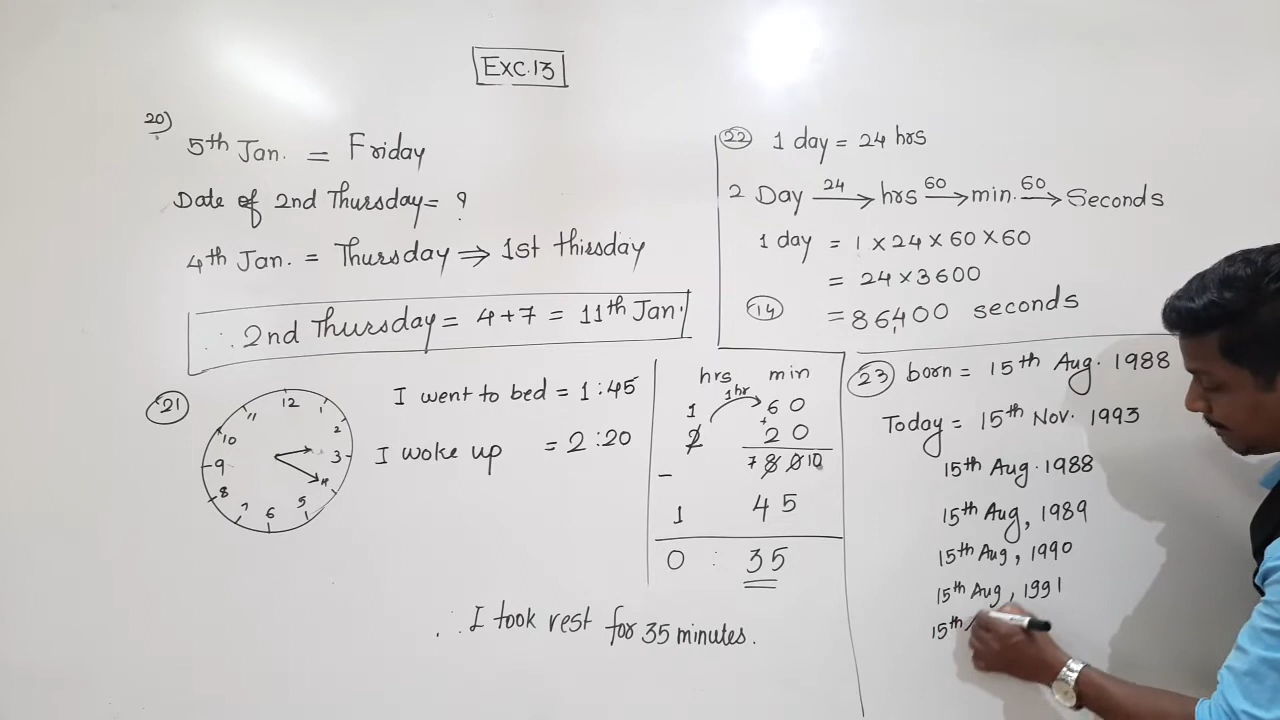 Exc.13
20)
5th Jan. = Friday
Date of 2nd Thursday = ?
4th Jan. = Thursday ⇒ 1st thiesday
∴ 2nd Thursday = 4+7 = 11th Jan.
21
12
1
2
3
4
5
6
7
8
9
10
11
I went to bed = 1:45
I woke up = 2:20
hrs min
1hr
1 60
2 +20
7 8 0 10
- 1 45
0 : 35
∴ I took rest for 35 minutes.
22 1 day = 24 hrs
2 Day 24→ hrs 60→ min. 60→ Seconds
1 day = 1 × 24 × 60 × 60
= 24 × 3600
14 = 86,400 seconds
23 born = 15th Aug. 1988
Today = 15th Nov. 1993
15th Aug. 1988
15th Aug, 1989
15th Aug, 1990
15th Aug, 1991
15th